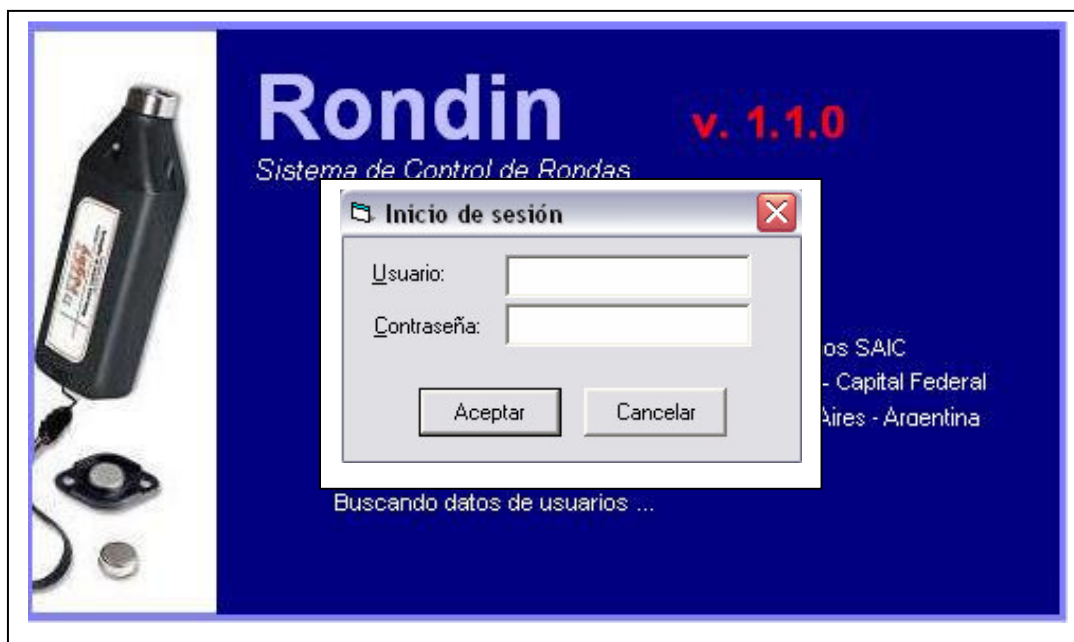 Rondin
v. 1.1.0
Sistema de Control de Rondas
Inicio de sesión
Usuario:
Contraseña:
os SAIC
- Capital Federal
Aires - Argentina
Aceptar
Cancelar
Buscando datos de usuarios ...